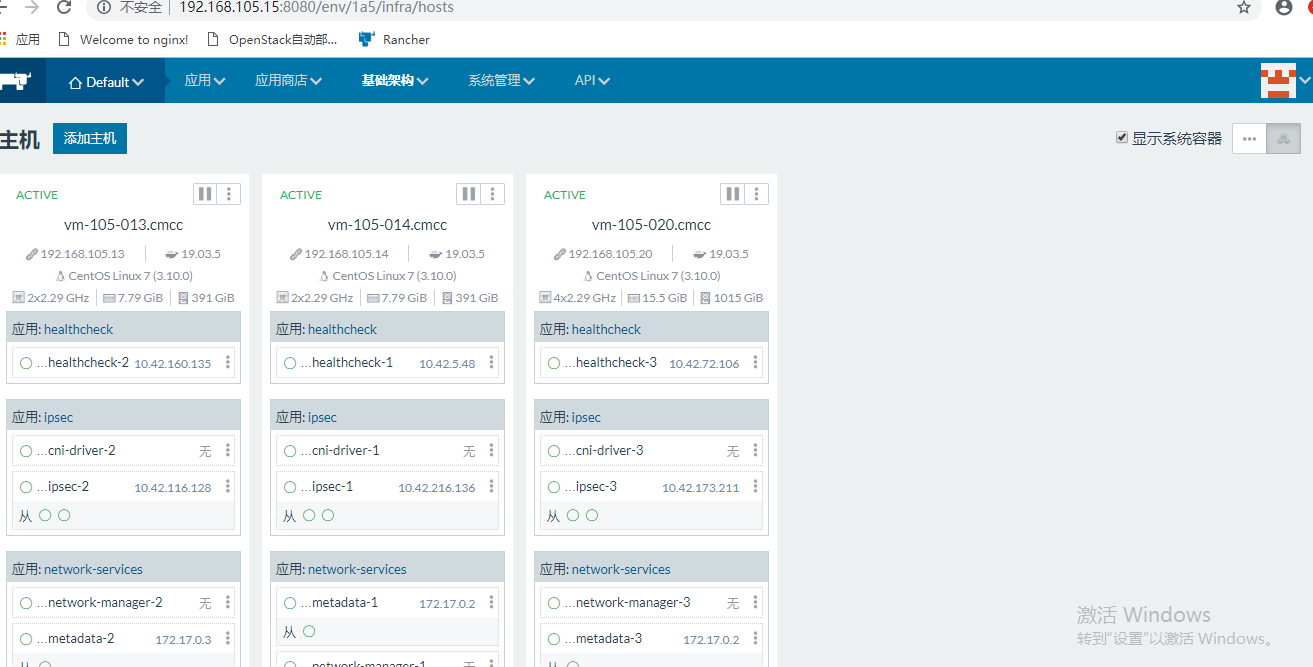 不安全 192.168.105.15:8080/env/1a5/infra/hosts
应用 Welcome to nginx! OpenStack自动部... Rancher
Default 应用 应用商店 基础架构 系统管理 API
主机 添加主机 显示系统容器
ACTIVE ACTIVE ACTIVE
vm-105-013.cmcc vm-105-014.cmcc vm-105-020.cmcc
192.168.105.13 19.03.5 192.168.105.14 19.03.5 192.168.105.20 19.03.5
CentOS Linux 7 (3.10.0) CentOS Linux 7 (3.10.0) CentOS Linux 7 (3.10.0)
2x2.29 GHz 7.79 GiB 391 GiB 2x2.29 GHz 7.79 GiB 391 GiB 4x2.29 GHz 15.5 GiB 1015 GiB
应用: healthcheck 应用: healthcheck 应用: healthcheck
...healthcheck-2 10.42.160.135 ...healthcheck-1 10.42.5.48 ...healthcheck-3 10.42.72.106
应用: ipsec 应用: ipsec 应用: ipsec
...cni-driver-2 无 ...cni-driver-1 无 ...cni-driver-3 无
...ipsec-2 10.42.116.128 ...ipsec-1 10.42.216.136 ...ipsec-3 10.42.173.211
从 从 从
应用: network-services 应用: network-services 应用: network-services
...network-manager-2 无 ...metadata-1 172.17.0.2 ...network-manager-3 无
从
...metadata-2 172.17.0.3 ...metadata-3 172.17.0.2
从 ...network-manager-1 无 从
激活 Windows
转到"设置"以激活 Windows。